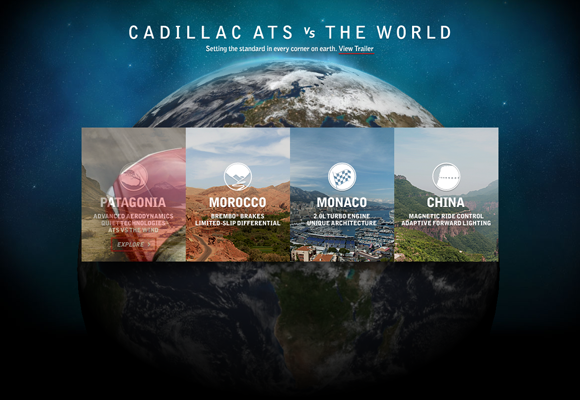 CADILLAC ATS vs THE WORLD
Setting the standard in every corner on earth. View Trailer
PATAGONIA
ADVANCED AERODYNAMICS
QUIET TECHNOLOGIES
ATS VS THE WIND
EXPLORE
MOROCCO
BREMBO® BRAKES
LIMITED-SLIP DIFFERENTIAL
MONACO
2.0L TURBO ENGINE
UNIQUE ARCHITECTURE
CHINA
MAGNETIC RIDE CONTROL
ADAPTIVE FORWARD LIGHTING